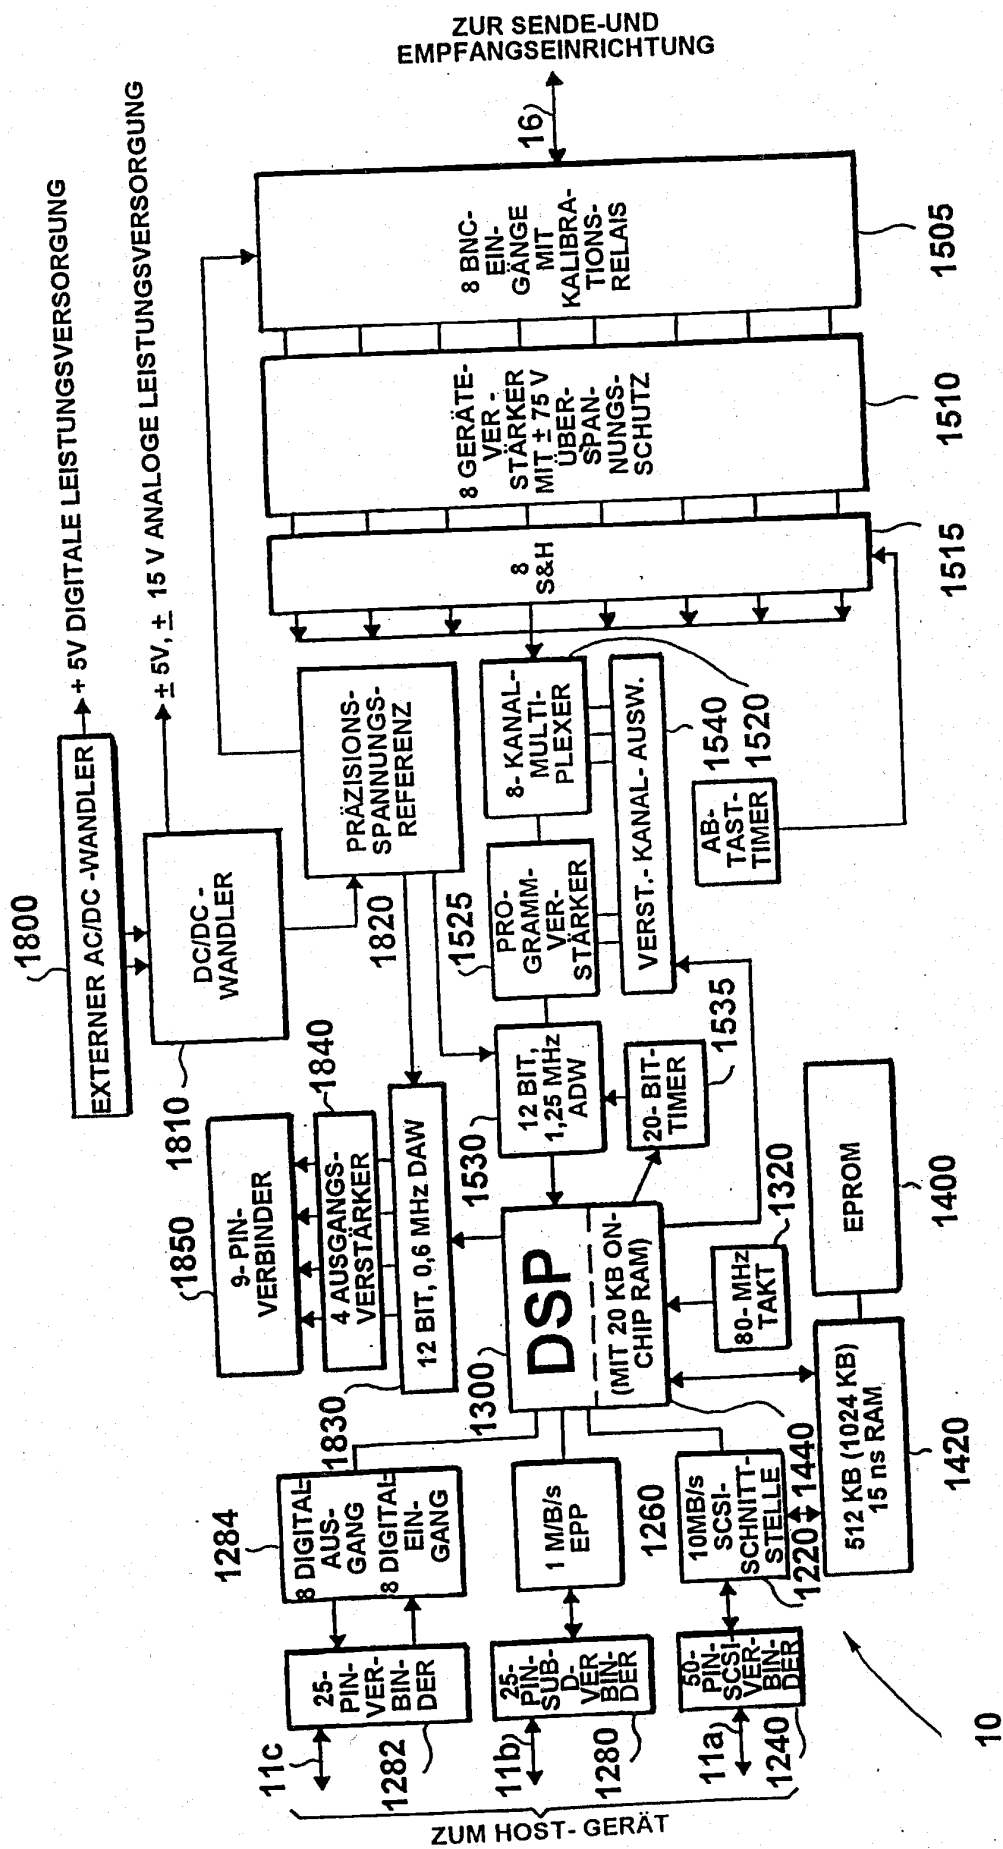 ZUR SENDE-UND
EMPFANGSEINRICHTUNG
16
1800
EXTERNER AC/DC -WANDLER
+ 5V DIGITALE LEISTUNGSVERSORGUNG
± 5V, ± 15 V ANALOGE LEISTUNGSVERSORGUNG
1810
DC/DC -
WANDLER
1820
PRÄZISIONS-
SPANNUNGS-
REFERENZ
8 BNC-
EIN-
GÄNGE
MIT
KALIBRA-
TIONS-
RELAIS
1505
8 GERÄTE-
VER -
STÄRKER
MIT ± 75 V
ÜBER-
SPAN-
NUNGS-
SCHUTZ
1510
8
S&H
1515
1850
9- PIN-
VERBINDER
1840
4 AUSGANGS-
VERSTÄRKER
1830
12 BIT, 0,6 MHz DAW
1525
PRO-
GRAMM-
VER-
STÄRKER
8- KANAL-
MULTI-
PLEXER
VERST.- KANAL- AUSW.
1540
1520
AB-
TAST-
TIMER
1530
12 BIT,
1,25 MHz
ADW
20- BIT-
TIMER
1535
1300
DSP
(MIT 20 KB ON-
CHIP RAM)
80- MHz
TAKT
1320
EPROM
1400
1284
8 DIGITAL-
AUS-
GANG
8 DIGITAL-
EIN-
GANG
1 M/B/s
EPP
1260
10MB/s
SCSI-
SCHNITT-
STELLE
1220
1440
512 KB (1024 KB)
15 ns RAM
1420
25-
PIN-
VER-
BIN-
DER
11c
1282
25-
PIN-
SUB-
D-
VER
BIN-
DER
11b
1280
50-
PIN-
SCSI-
VER-
BIN-
DER
11a
1240
ZUM HOST- GERÄT
10